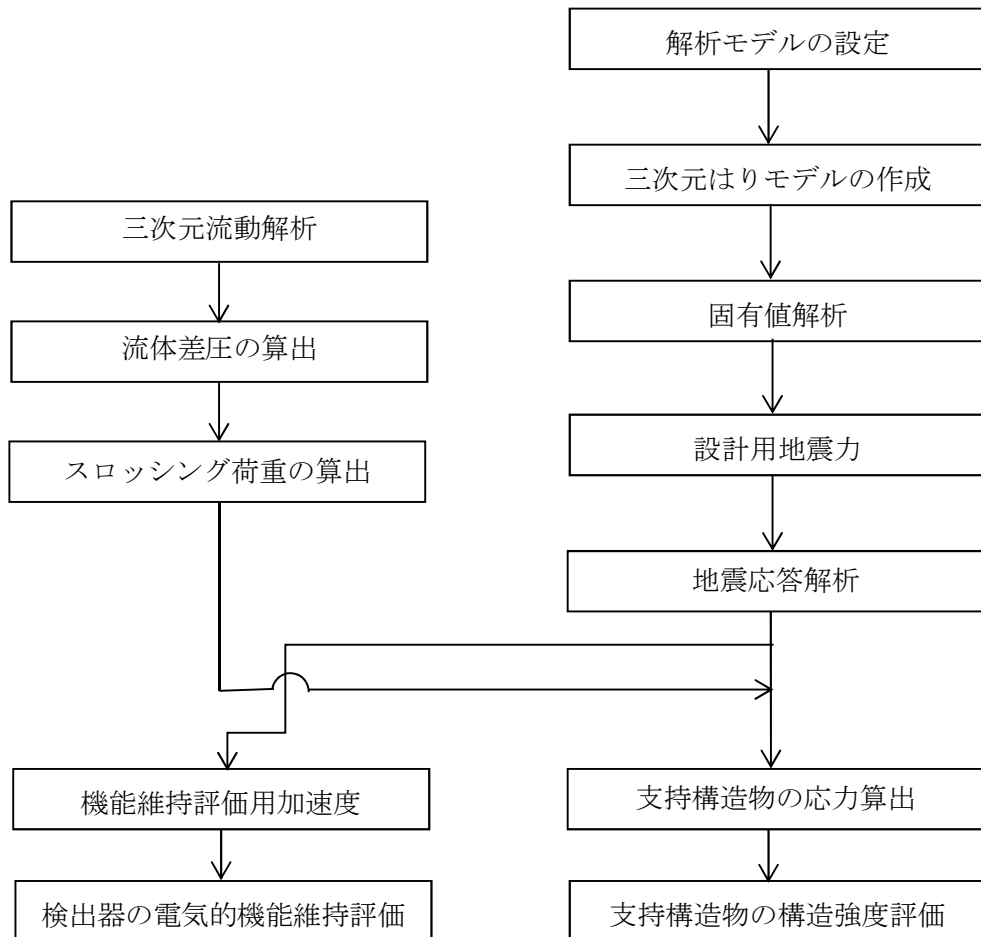 解析モデルの設定
三次元はりモデルの作成
三次元流動解析
固有値解析
流体差圧の算出
設計用地震力
スロッシング荷重の算出
地震応答解析
機能維持評価用加速度
支持構造物の応力算出
検出器の電気的機能維持評価
支持構造物の構造強度評価